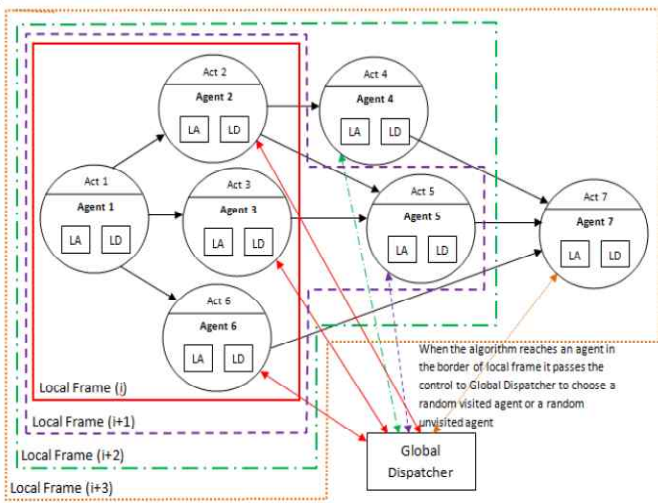 Act 2
Agent 2
LA LD
Act 4
Agent 4
LA LD
Act 1
Agent 1
LA LD
Act 3
Agent 3
LA LD
Act 5
Agent 5
LA LD
Act 7
Agent 7
LA LD
Act 6
Agent 6
LA LD
Local Frame (i)
Local Frame (i+1)
Local Frame (i+2)
Local Frame (i+3)
When the algorithm reaches an agent in
the border of local frame it passes the
control to Global Dispatcher to choose a
random visited agent or a random
unvisited agent
Global
Dispatcher